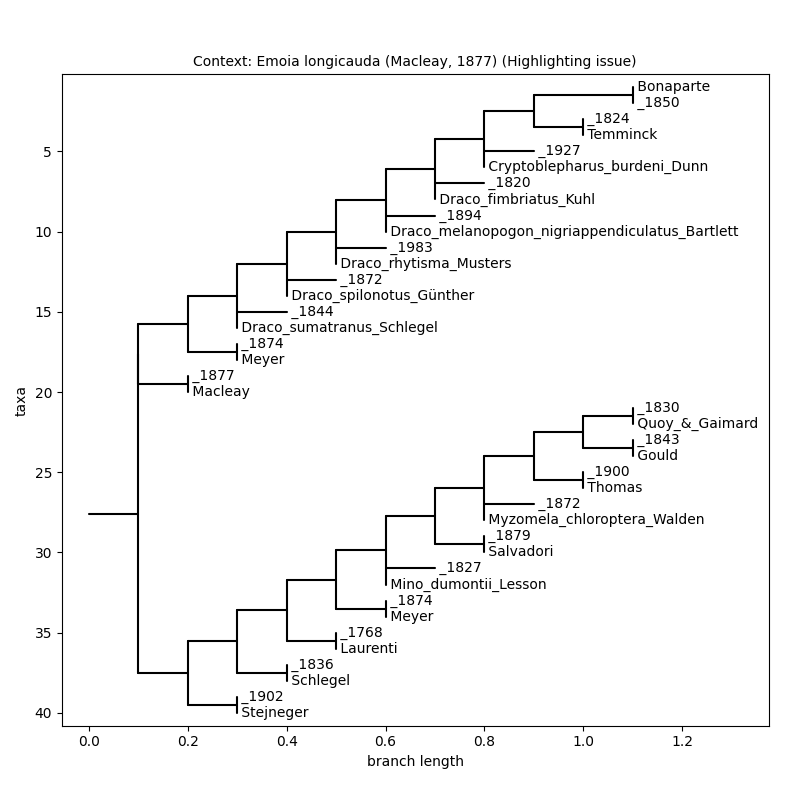 Context: Emoia longicauda (Macleay, 1877) (Highlighting issue)
Bonaparte
_1850
_1824
Temminck
_1927
Cryptoblepharus_burdeni_Dunn
_1820
Draco_fimbriatus_Kuhl
_1894
Draco_melanopogon_nigriappendiculatus_Bartlett
_1983
Draco_rhytisma_Musters
_1872
Draco_spilonotus_Günther
_1844
Draco_sumatranus_Schlegel
_1874
Meyer
_1877
Macleay
_1830
Quoy_&_Gaimard
_1843
Gould
_1900
Thomas
_1872
Myzomela_chloroptera_Walden
_1879
Salvadori
_1827
Mino_dumontii_Lesson
_1874
Meyer
_1768
Laurenti
_1836
Schlegel
_1902
Stejneger
5
10
15
20
25
30
35
40
taxa
0.0 0.2 0.4 0.6 0.8 1.0 1.2
branch length